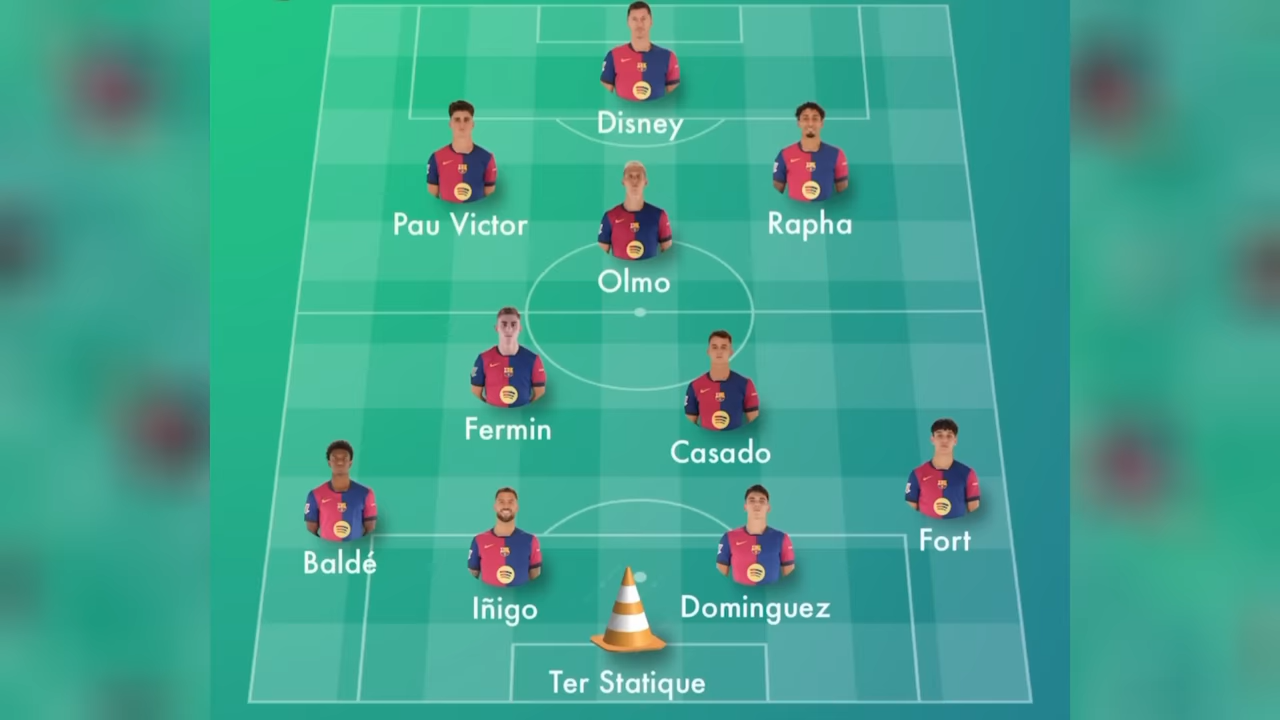 Disney
Pau Victor
Rapha
Olmo
Fermin
Casado
Baldé
Fort
Iñigo
Dominguez
Ter Statique